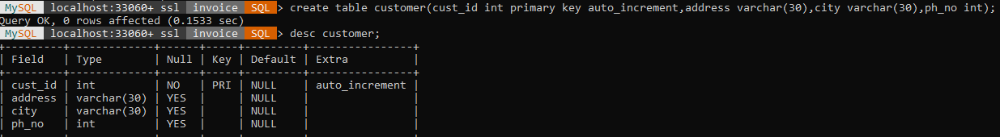 MySQL localhost:33060+ ssl invoice SQL > create table customer(cust_id int primary key auto_increment,address varchar(30),city varchar(30),ph_no int);
Query OK, 0 rows affected (0.1533 sec)
MySQL localhost:33060+ ssl invoice SQL > desc customer;
+---------+-------------+------+-----+---------+----------------+
| Field   | Type        | Null | Key | Default | Extra          |
+---------+-------------+------+-----+---------+----------------+
| cust_id | int         | NO   | PRI | NULL    | auto_increment |
| address | varchar(30) | YES  |     | NULL    |                |
| city    | varchar(30) | YES  |     | NULL    |                |
| ph_no   | int         | YES  |     | NULL    |                |